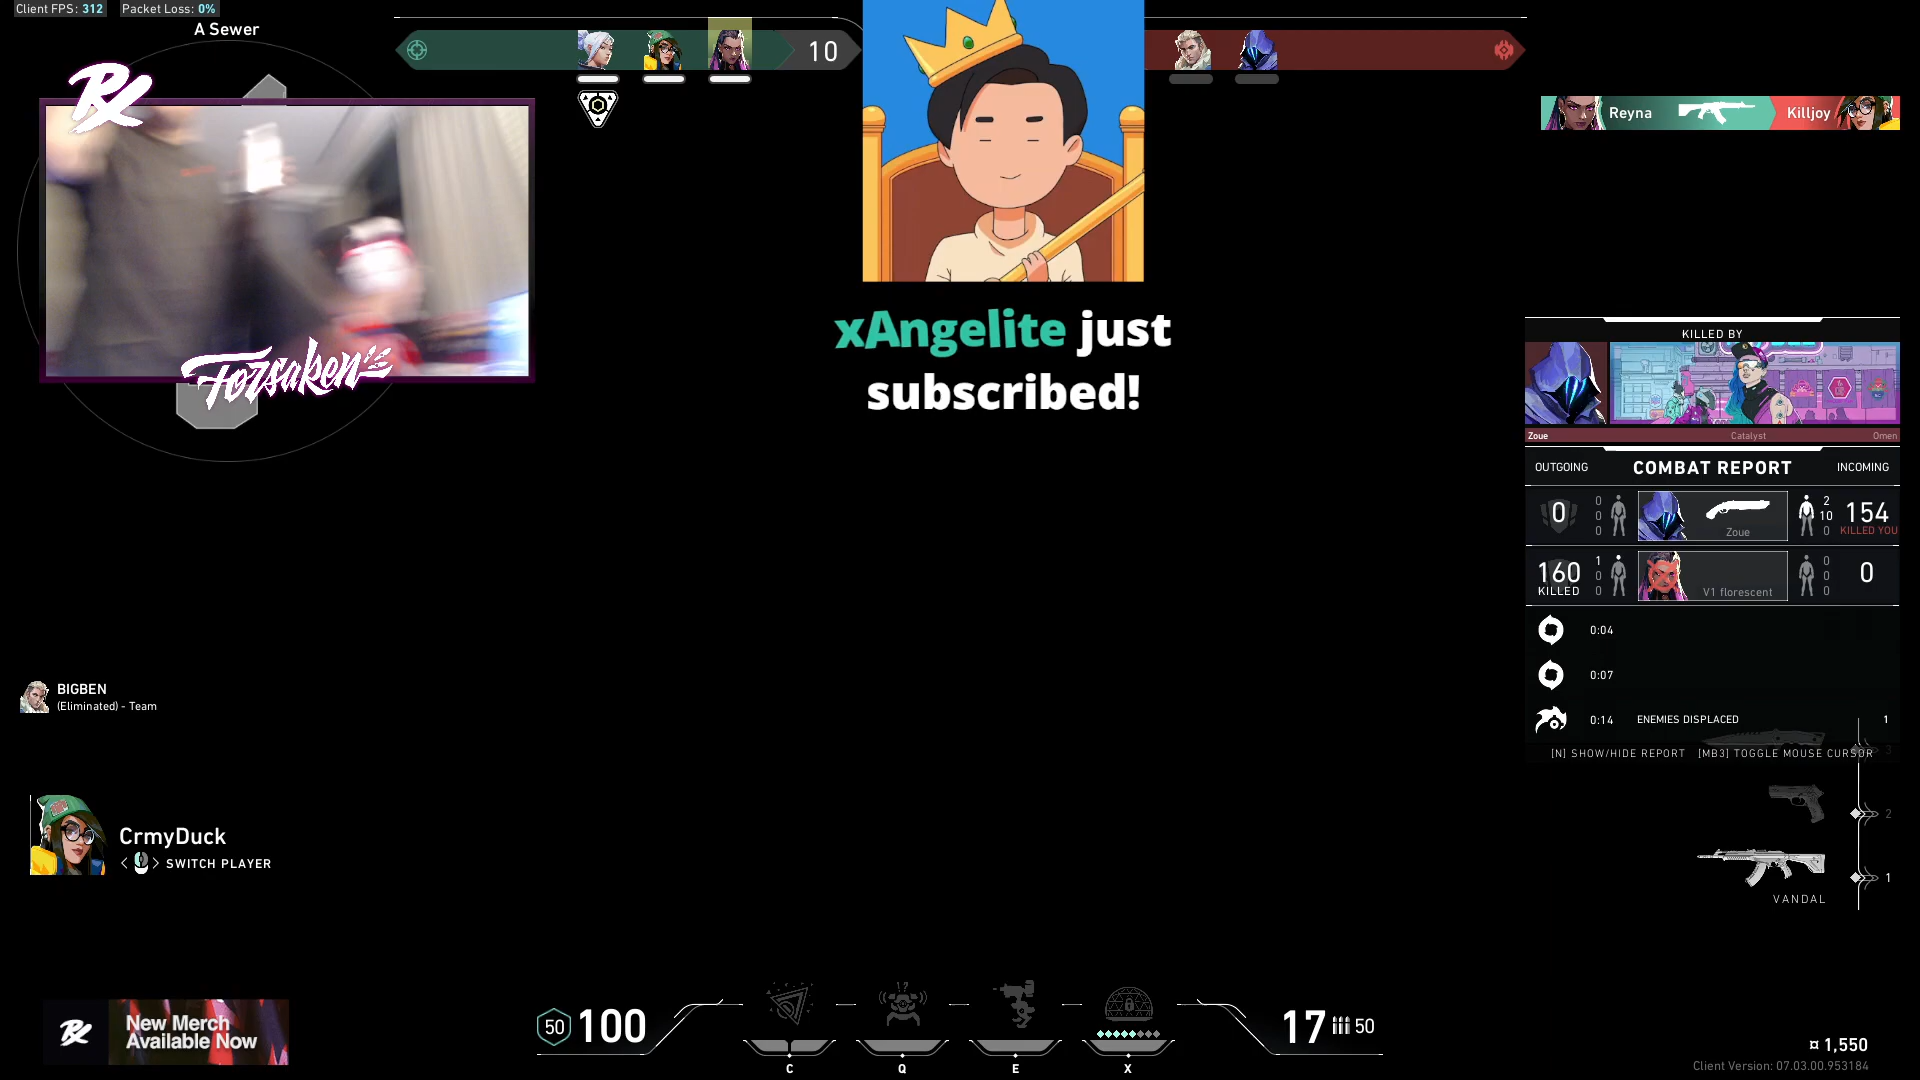 Client FPS: 312 Packet Loss: 0%
A Sewer
10
Reyna Killjoy
Forsaken
xAngelite just
subscribed!
KILLED BY
Zoue Catalyst Omen
OUTGOING COMBAT REPORT INCOMING
0 0 0 0 Zoue 2 10 0 154 KILLED YOU
160 KILLED 1 0 0 V1 florescent 0 0 0 0
0:04
0:07
0:14 ENEMIES DISPLACED 1
[N] SHOW/HIDE REPORT [MB3] TOGGLE MOUSE CURSOR
3
2
1
VANDAL
BIGBEN
(Eliminated) - Team
CrmyDuck
< > SWITCH PLAYER
New Merch
Available Now
50 100
C Q E X
17 50
¤ 1,550
Client Version: 07.03.00.953184